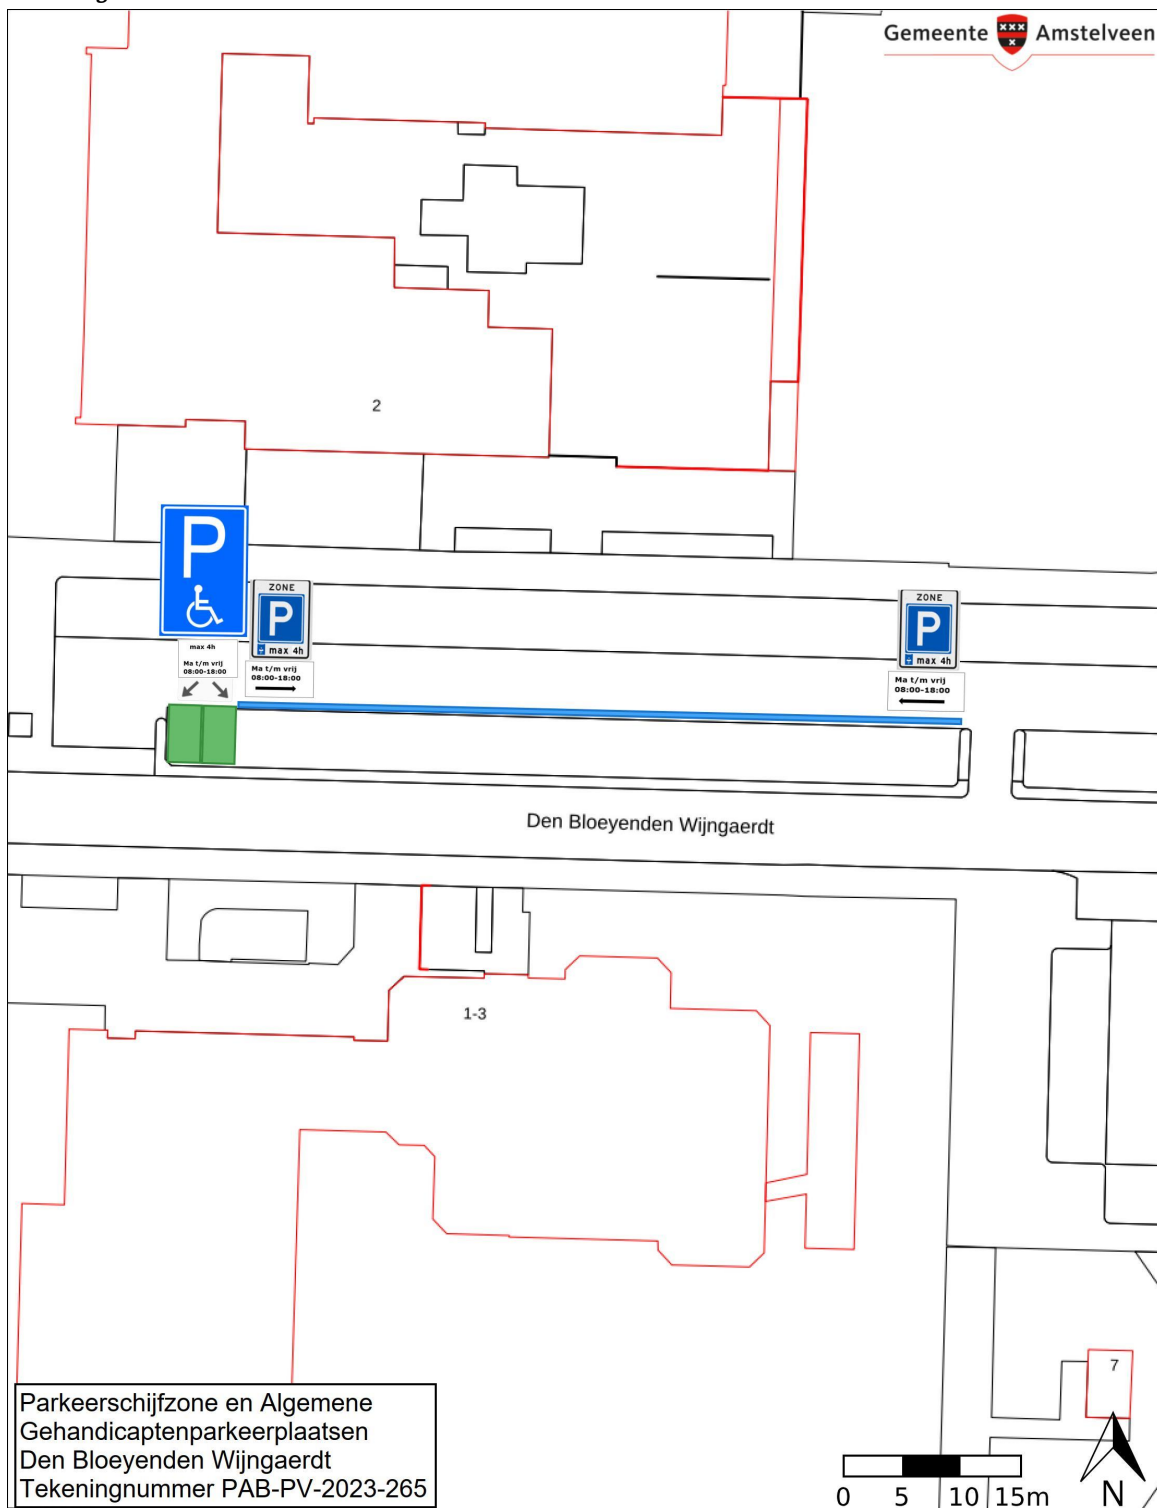 Gemeente Amstelveen
2
P
max 4h
Ma t/m vrij
08:00-18:00
ZONE
P
max 4h
Ma t/m vrij
08:00-18:00
ZONE
P
max 4h
Ma t/m vrij
08:00-18:00
Den Bloeyenden Wijngaerdt
1-3
7
Parkeerschijfzone en Algemene
Gehandicaptenparkeerplaatsen
Den Bloeyenden Wijngaerdt
Tekeningnummer PAB-PV-2023-265
0 5 10 15m
N